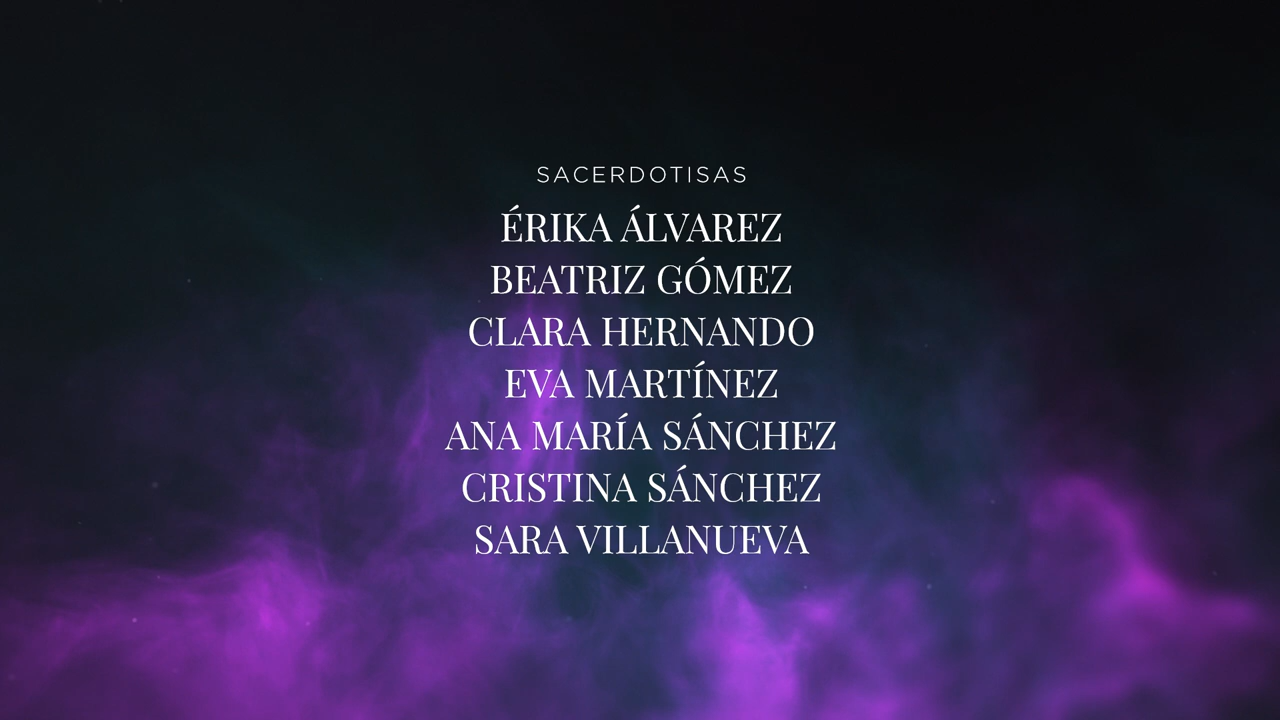 SACERDOTISAS
ÉRIKA ÁLVAREZ
BEATRIZ GÓMEZ
CLARA HERNANDO
EVA MARTÍNEZ
ANA MARÍA SÁNCHEZ
CRISTINA SÁNCHEZ
SARA VILLANUEVA